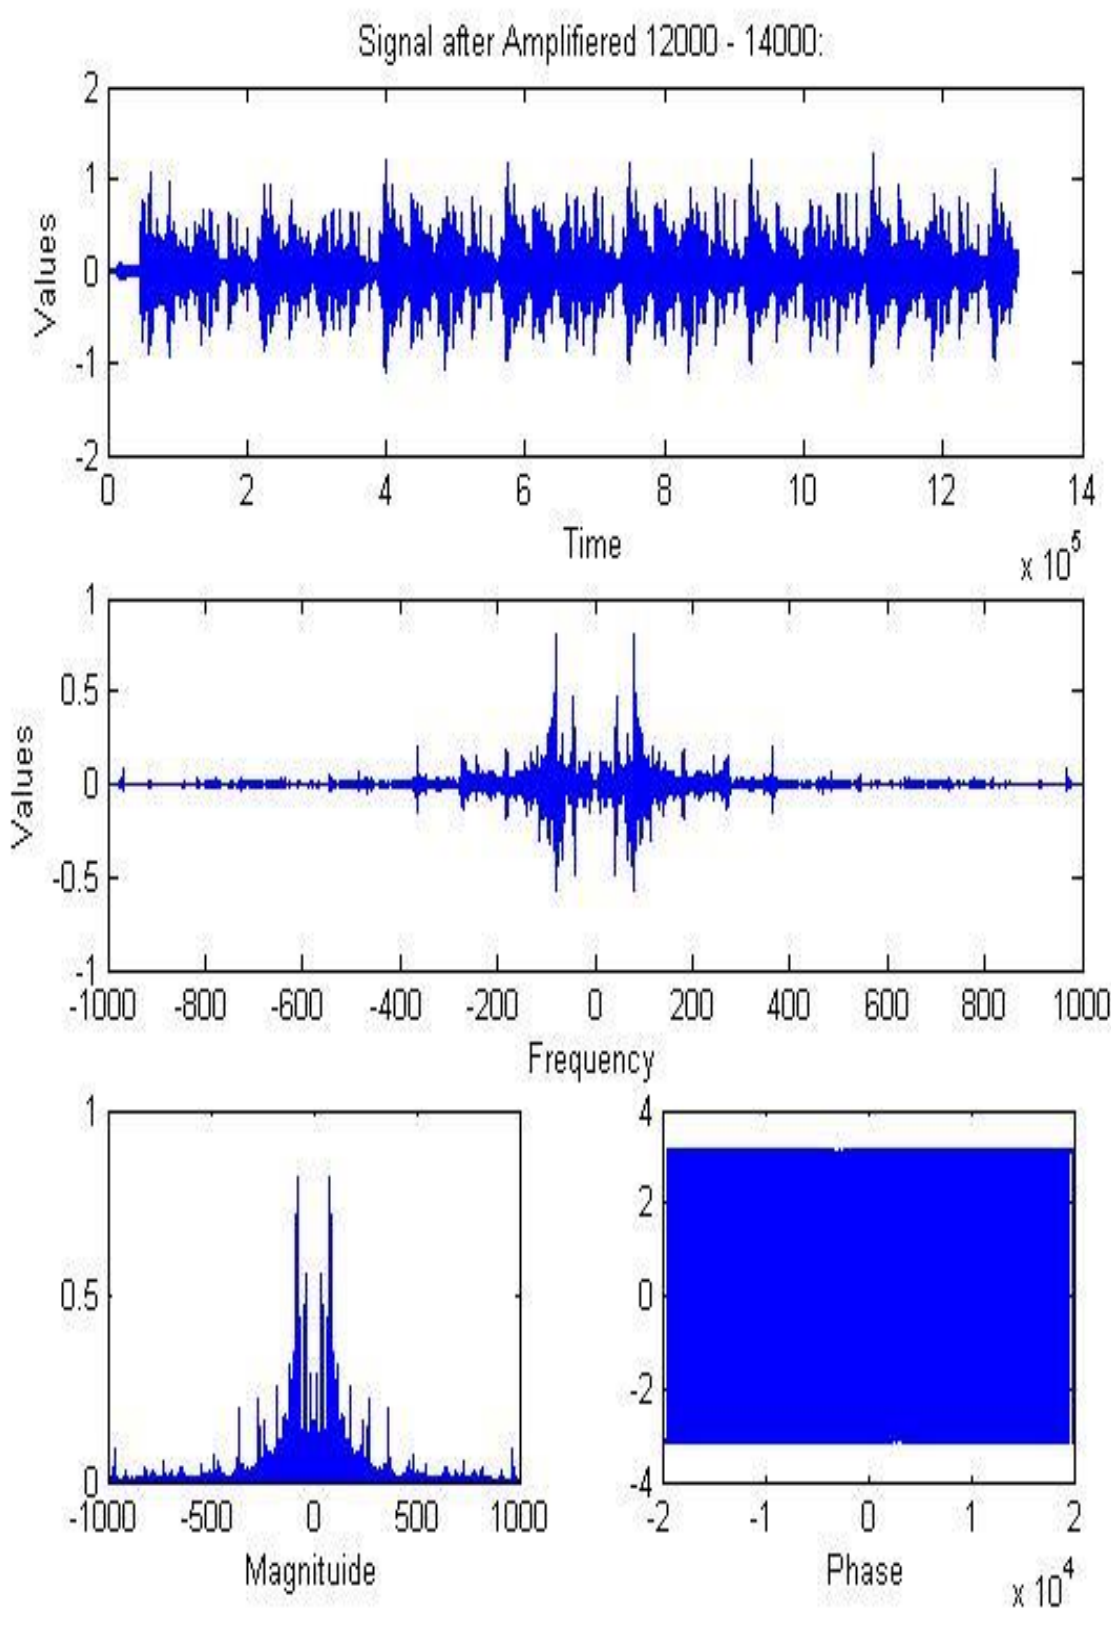 Signal after Amplifiered 12000 - 14000:
2
1
0
-1
-2
Values
0 2 4 6 8 10 12 14
Time
x 10^5
1
0.5
0
-0.5
-1
Values
-1000 -800 -600 -400 -200 0 200 400 600 800 1000
Frequency
1
0.5
0
-1000 -500 0 500 1000
Magnituide
4
2
0
-2
-4
-2 -1 0 1 2
Phase
x 10^4